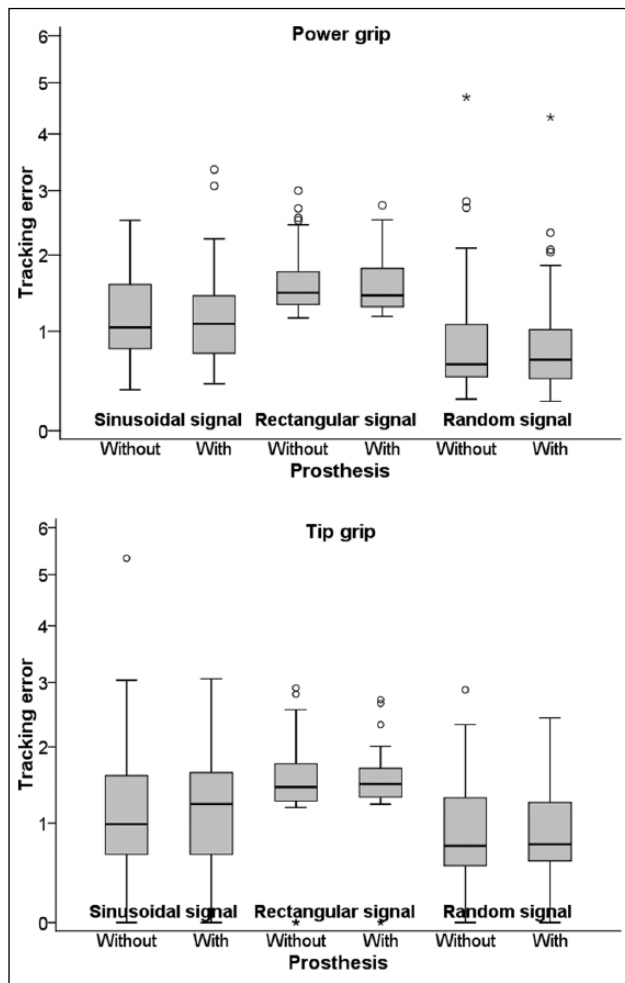 Power grip
6
5
4
3
2
1
0
Tracking error
Sinusoidal signal Rectangular signal Random signal
Without With Without With Without With
Prosthesis
Tip grip
6
5
4
3
2
1
0
Tracking error
Sinusoidal signal Rectangular signal Random signal
Without With Without With Without With
Prosthesis